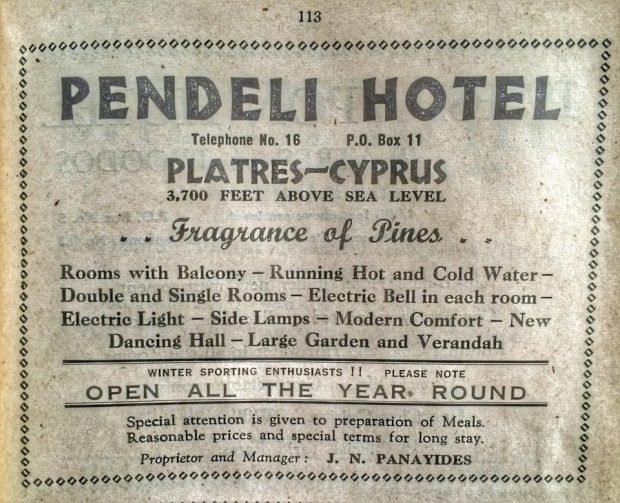 113
PENDELI HOTEL
Telephone No. 16 P.O. Box 11
PLATRES—CYPRUS
3,700 FEET ABOVE SEA LEVEL
. . Fragrance of Pines . .
Rooms with Balcony — Running Hot and Cold Water —
Double and Single Rooms — Electric Bell in each room —
Electric Light — Side Lamps — Modern Comfort — New
Dancing Hall — Large Garden and Verandah
WINTER SPORTING ENTHUSIASTS !! PLEASE NOTE
OPEN ALL THE YEAR ROUND
Special attention is given to preparation of Meals.
Reasonable prices and special terms for long stay.
Proprietor and Manager : J. N. PANAYIDES